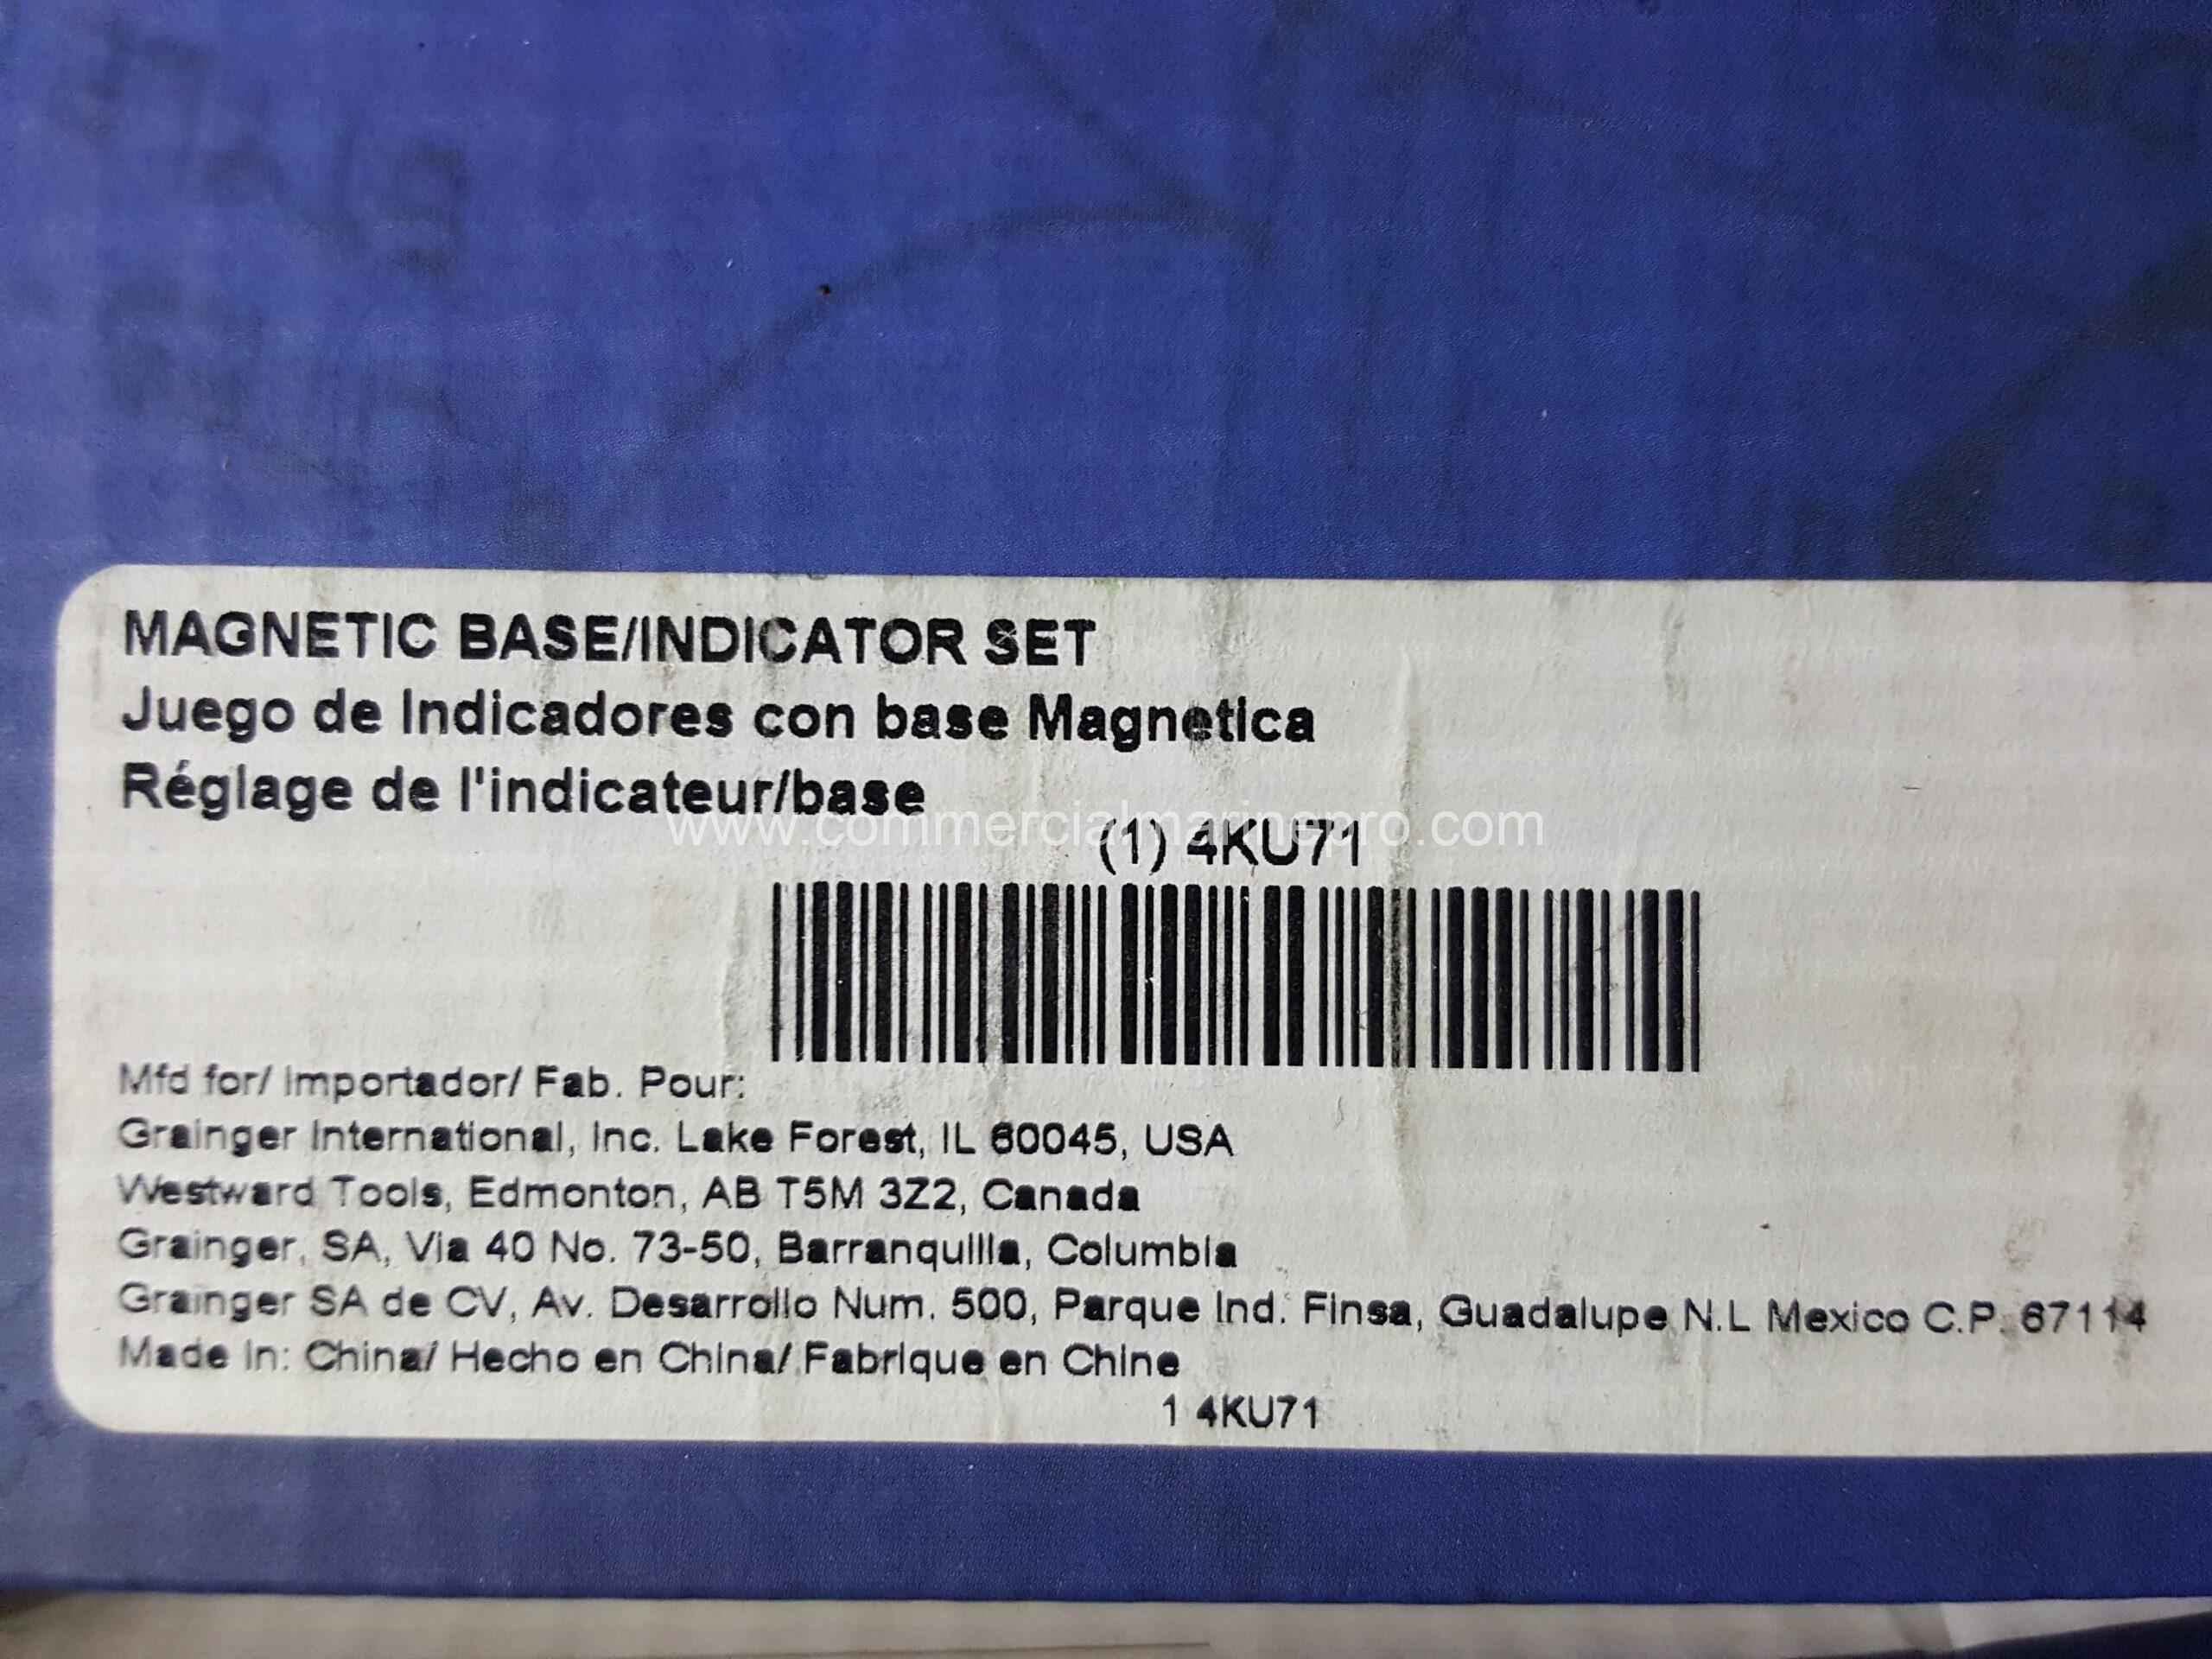 MAGNETIC BASE/INDICATOR SET
Juego de Indicadores con base Magnetica
Réglage de l'indicateur/base
www.commercialmarinepro.com
(1) 4KU71
Mfd for/ Importador/ Fab. Pour:
Grainger International, Inc. Lake Forest, IL 60045, USA
Westward Tools, Edmonton, AB T5M 3Z2, Canada
Grainger, SA, Via 40 No. 73-50, Barranquilla, Columbia
Grainger SA de CV, Av. Desarrollo Num. 500, Parque Ind. Finsa, Guadalupe N.L Mexico C.P. 67114
Made In: China/ Hecho en China/ Fabrique en Chine
1 4KU71